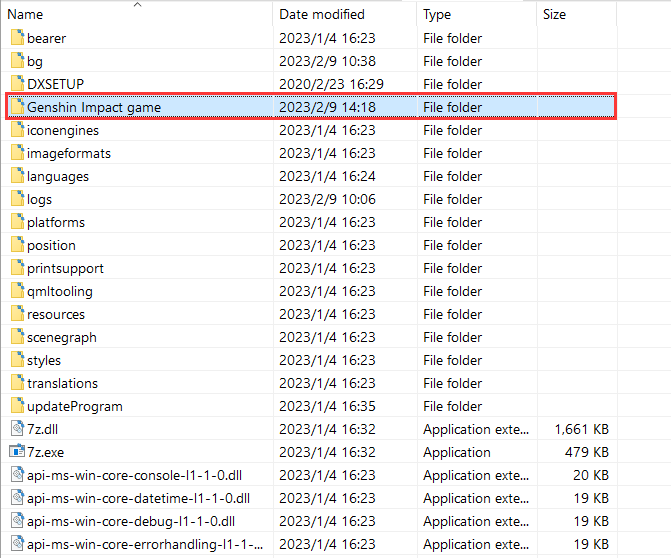 Name Date modified Type Size
bearer 2023/1/4 16:23 File folder
bg 2023/2/9 10:38 File folder
DXSETUP 2020/2/23 16:29 File folder
Genshin Impact game 2023/2/9 14:18 File folder
iconengines 2023/1/4 16:23 File folder
imageformats 2023/1/4 16:23 File folder
languages 2023/1/4 16:24 File folder
logs 2023/2/9 10:06 File folder
platforms 2023/1/4 16:23 File folder
position 2023/1/4 16:23 File folder
printsupport 2023/1/4 16:23 File folder
qmltooling 2023/1/4 16:23 File folder
resources 2023/1/4 16:23 File folder
scenegraph 2023/1/4 16:23 File folder
styles 2023/1/4 16:23 File folder
translations 2023/1/4 16:23 File folder
updateProgram 2023/1/4 16:35 File folder
7z.dll 2023/1/4 16:32 Application exte... 1,661 KB
7z.exe 2023/1/4 16:32 Application 479 KB
api-ms-win-core-console-l1-1-0.dll 2023/1/4 16:23 Application exte... 20 KB
api-ms-win-core-datetime-l1-1-0.dll 2023/1/4 16:23 Application exte... 19 KB
api-ms-win-core-debug-l1-1-0.dll 2023/1/4 16:23 Application exte... 19 KB
api-ms-win-core-errorhandling-l1-1-... 2023/1/4 16:23 Application exte... 19 KB